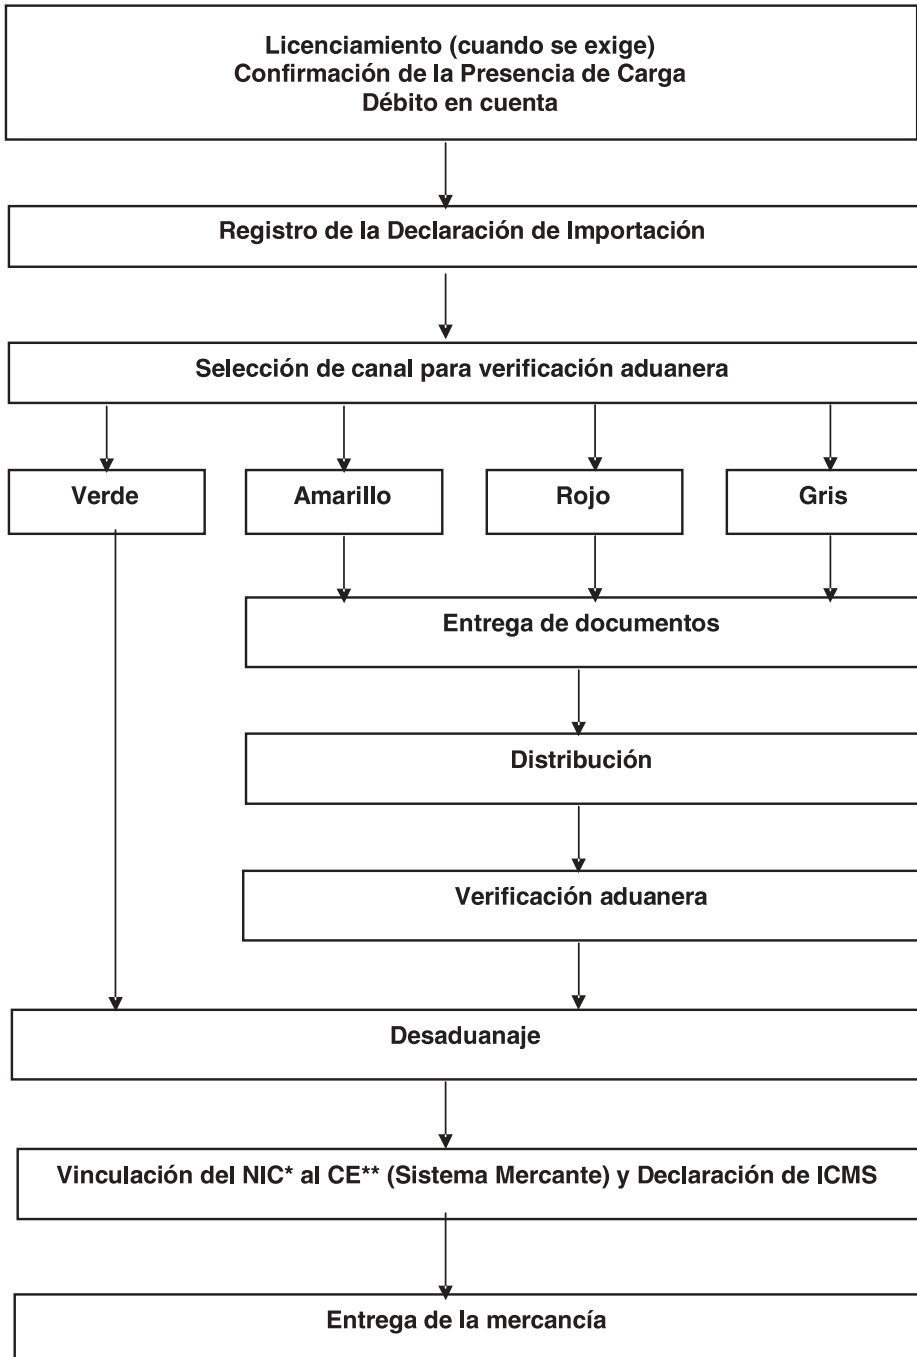 Licenciamiento (cuando se exige)
Confirmación de la Presencia de Carga
Débito en cuenta
Registro de la Declaración de Importación
Selección de canal para verificación aduanera
Verde
Amarillo
Rojo
Gris
Entrega de documentos
Distribución
Verificación aduanera
Desaduanaje
Vinculación del NIC* al CE** (Sistema Mercante) y Declaración de ICMS
Entrega de la mercancía